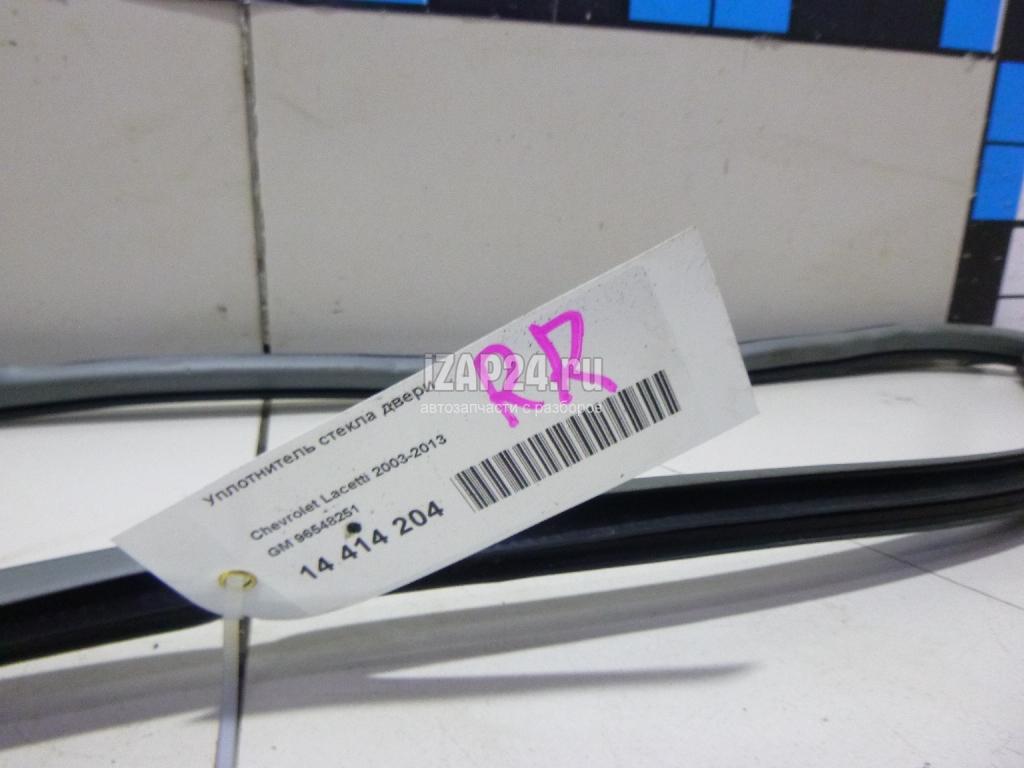 RR
Уплотнитель стекла двери
Chevrolet Lacetti 2003-2013
GM 96548251
14 414 204
iZAP24.ru
автозапчасти с разборов